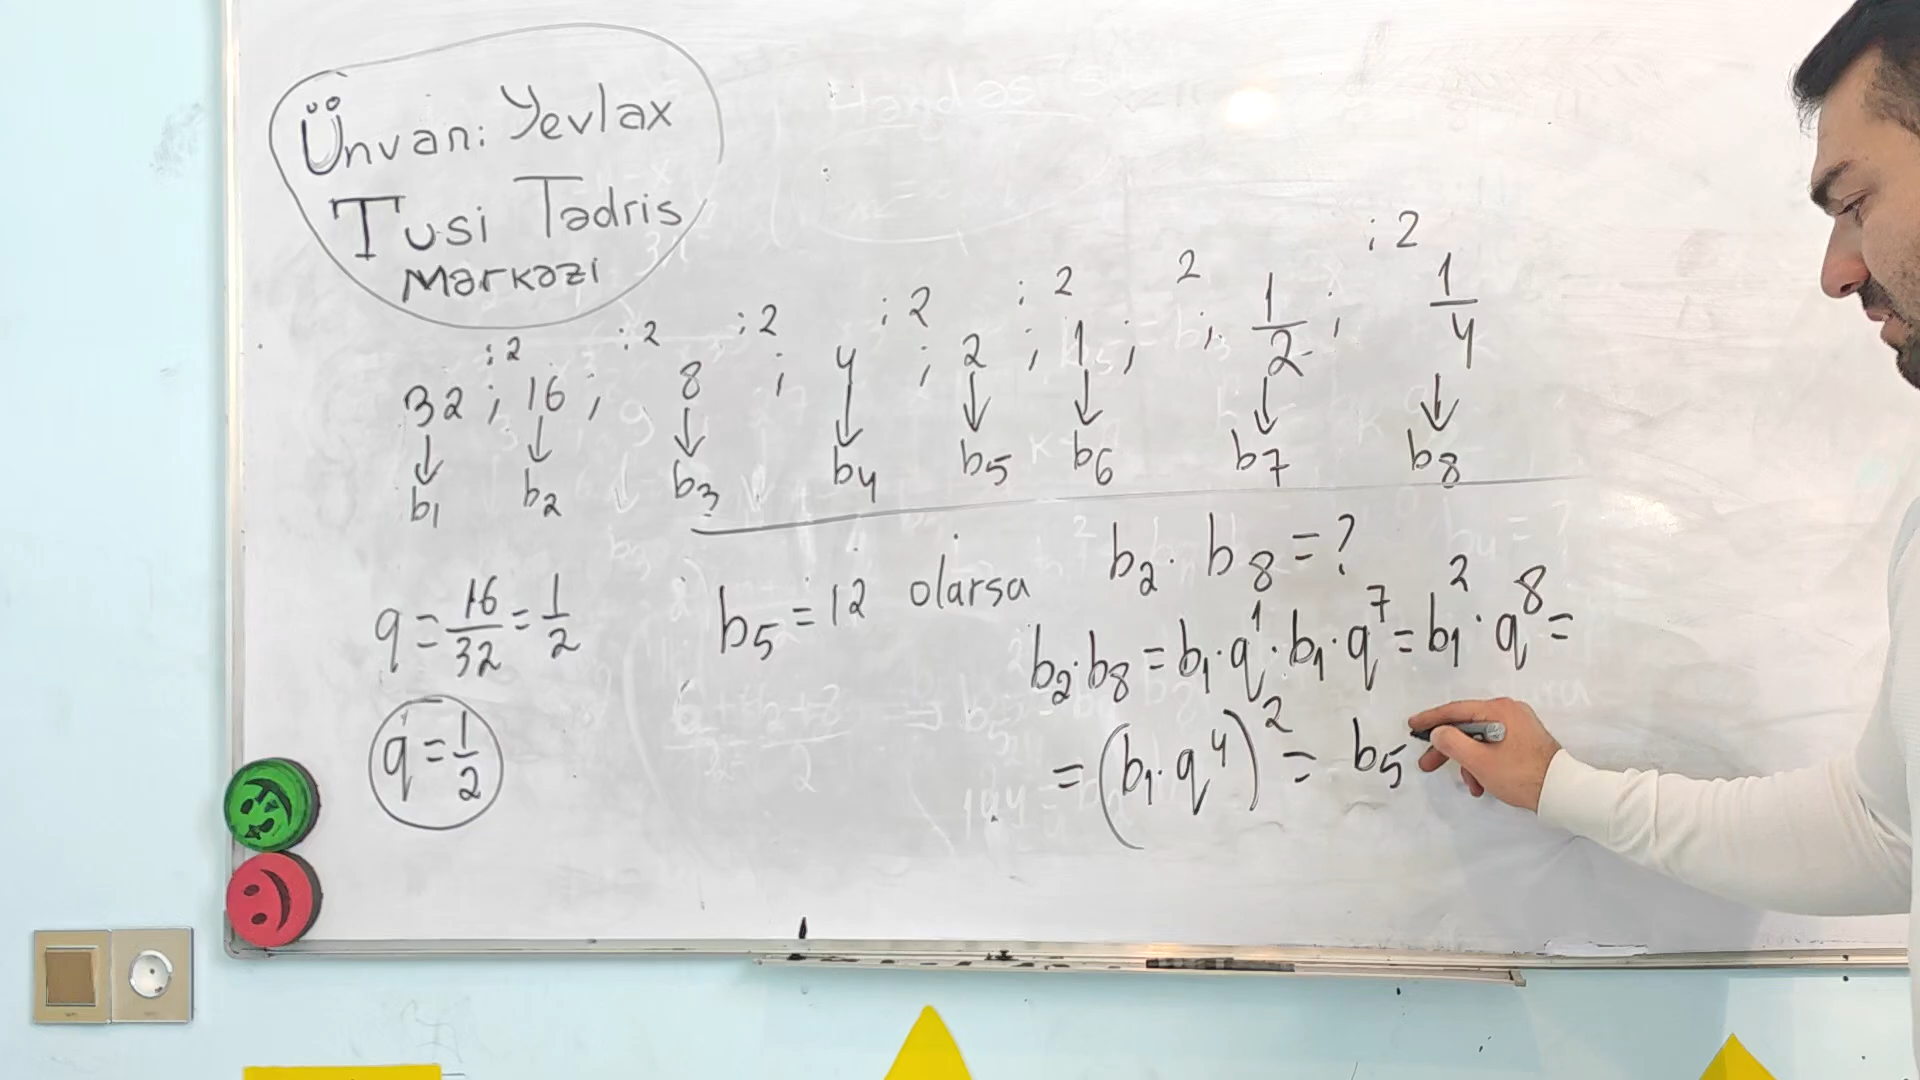 Ünvan: Yevlax
Tusi Tədris
Mərkəzi
:2 :2 :2 :2 :2 2 :2
32 ; 16 ; 8 ; 4 ; 2 ; 1 ; 1/2 ; 1/4
↓ ↓ ↓ ↓ ↓ ↓ ↓ ↓
b₁ b₂ b₃ b₄ b₅ b₆ b₇ b₈
q = 16/32 = 1/2
q = 1/2
b₅ = 12 olarsa b₂ · b₈ = ?
b₂ · b₈ = b₁ · q¹ · b₁ · q⁷ = b₁² · q⁸ =
= (b₁ · q⁴)² = b₅